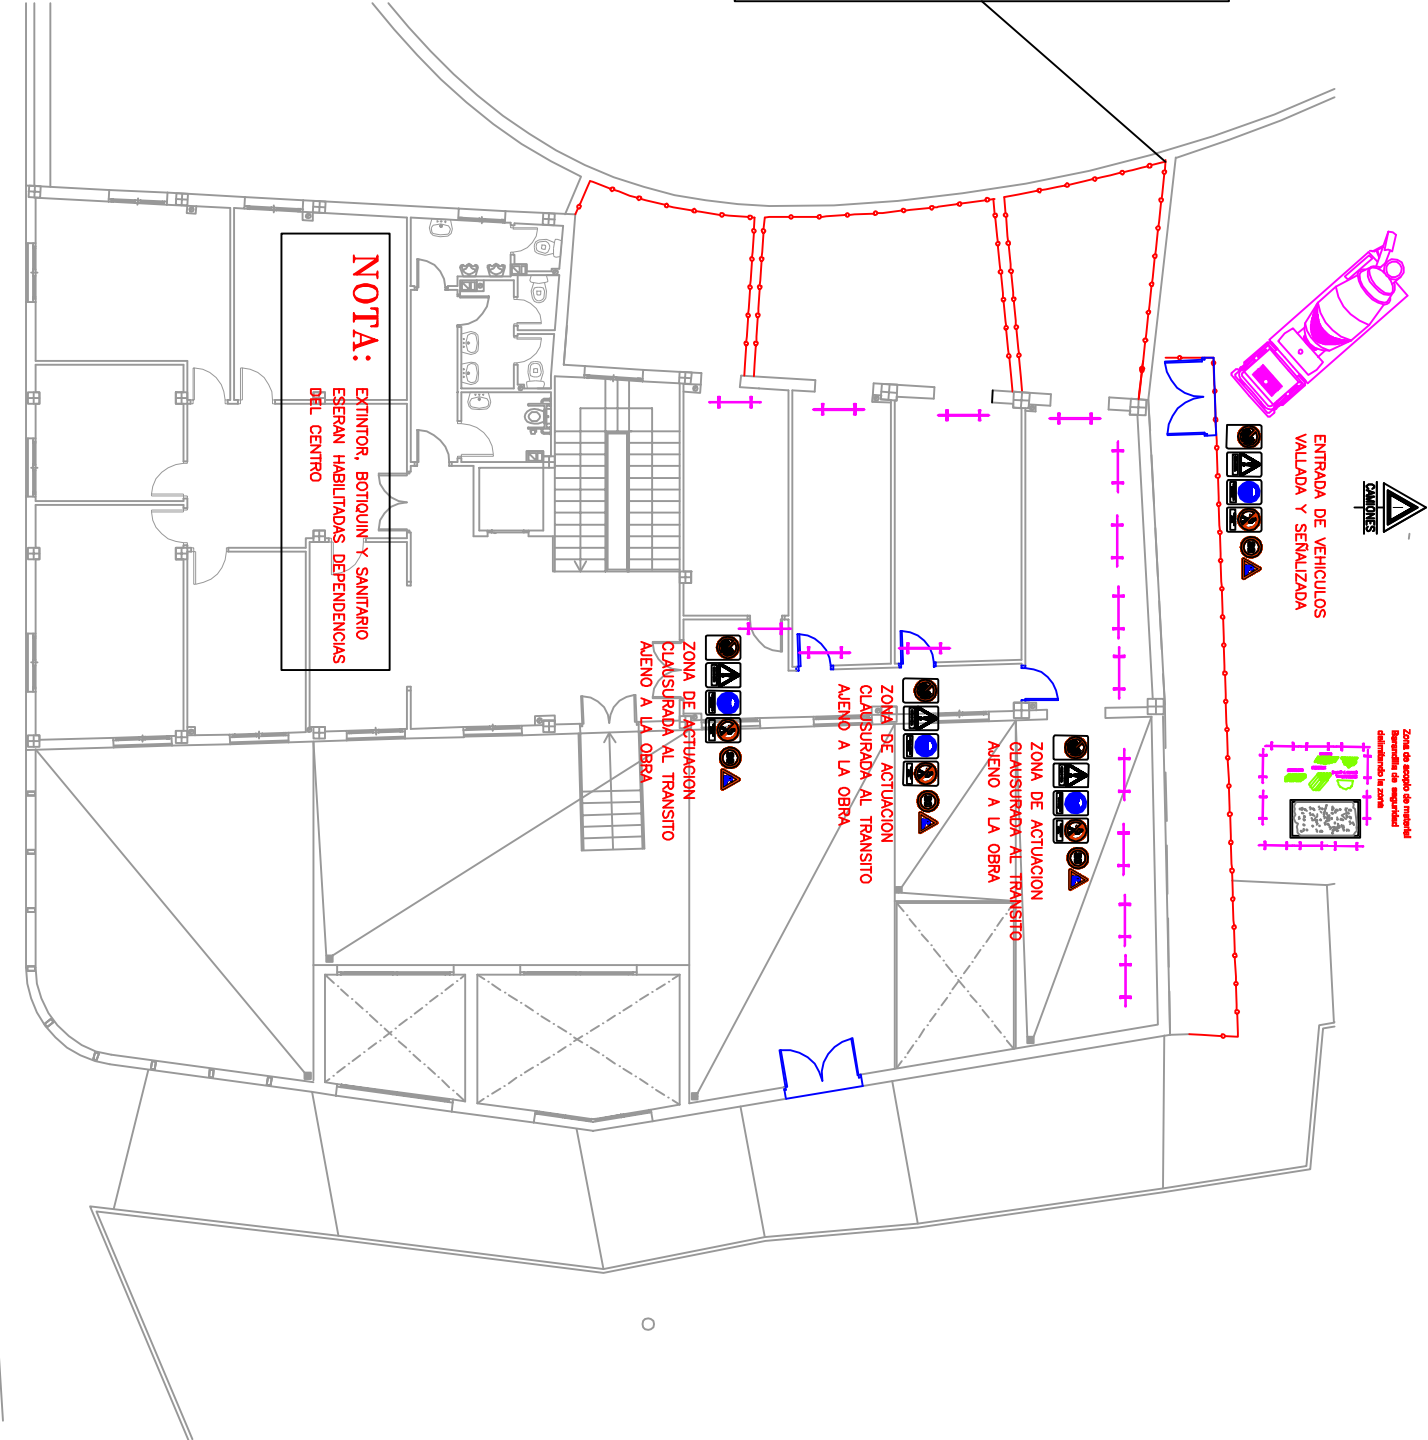 NOTA:
EXTINTOR, BOTIQUIN Y SANITARIO
ESERAN HABILITADAS DEPENDENCIAS
DEL CENTRO
ZONA DE ACTUACION
CLAUSURADA AL TRANSITO
AJENO A LA OBRA
ZONA DE ACTUACION
CLAUSURADA AL TRANSITO
AJENO A LA OBRA
ZONA DE ACTUACION
CLAUSURADA AL TRANSITO
AJENO A LA OBRA
ENTRADA DE VEHICULOS
VALLADA Y SEÑALIZADA
CAMIONES
Zona de acopio de material
Barandilla de seguridad
delimitando la zona